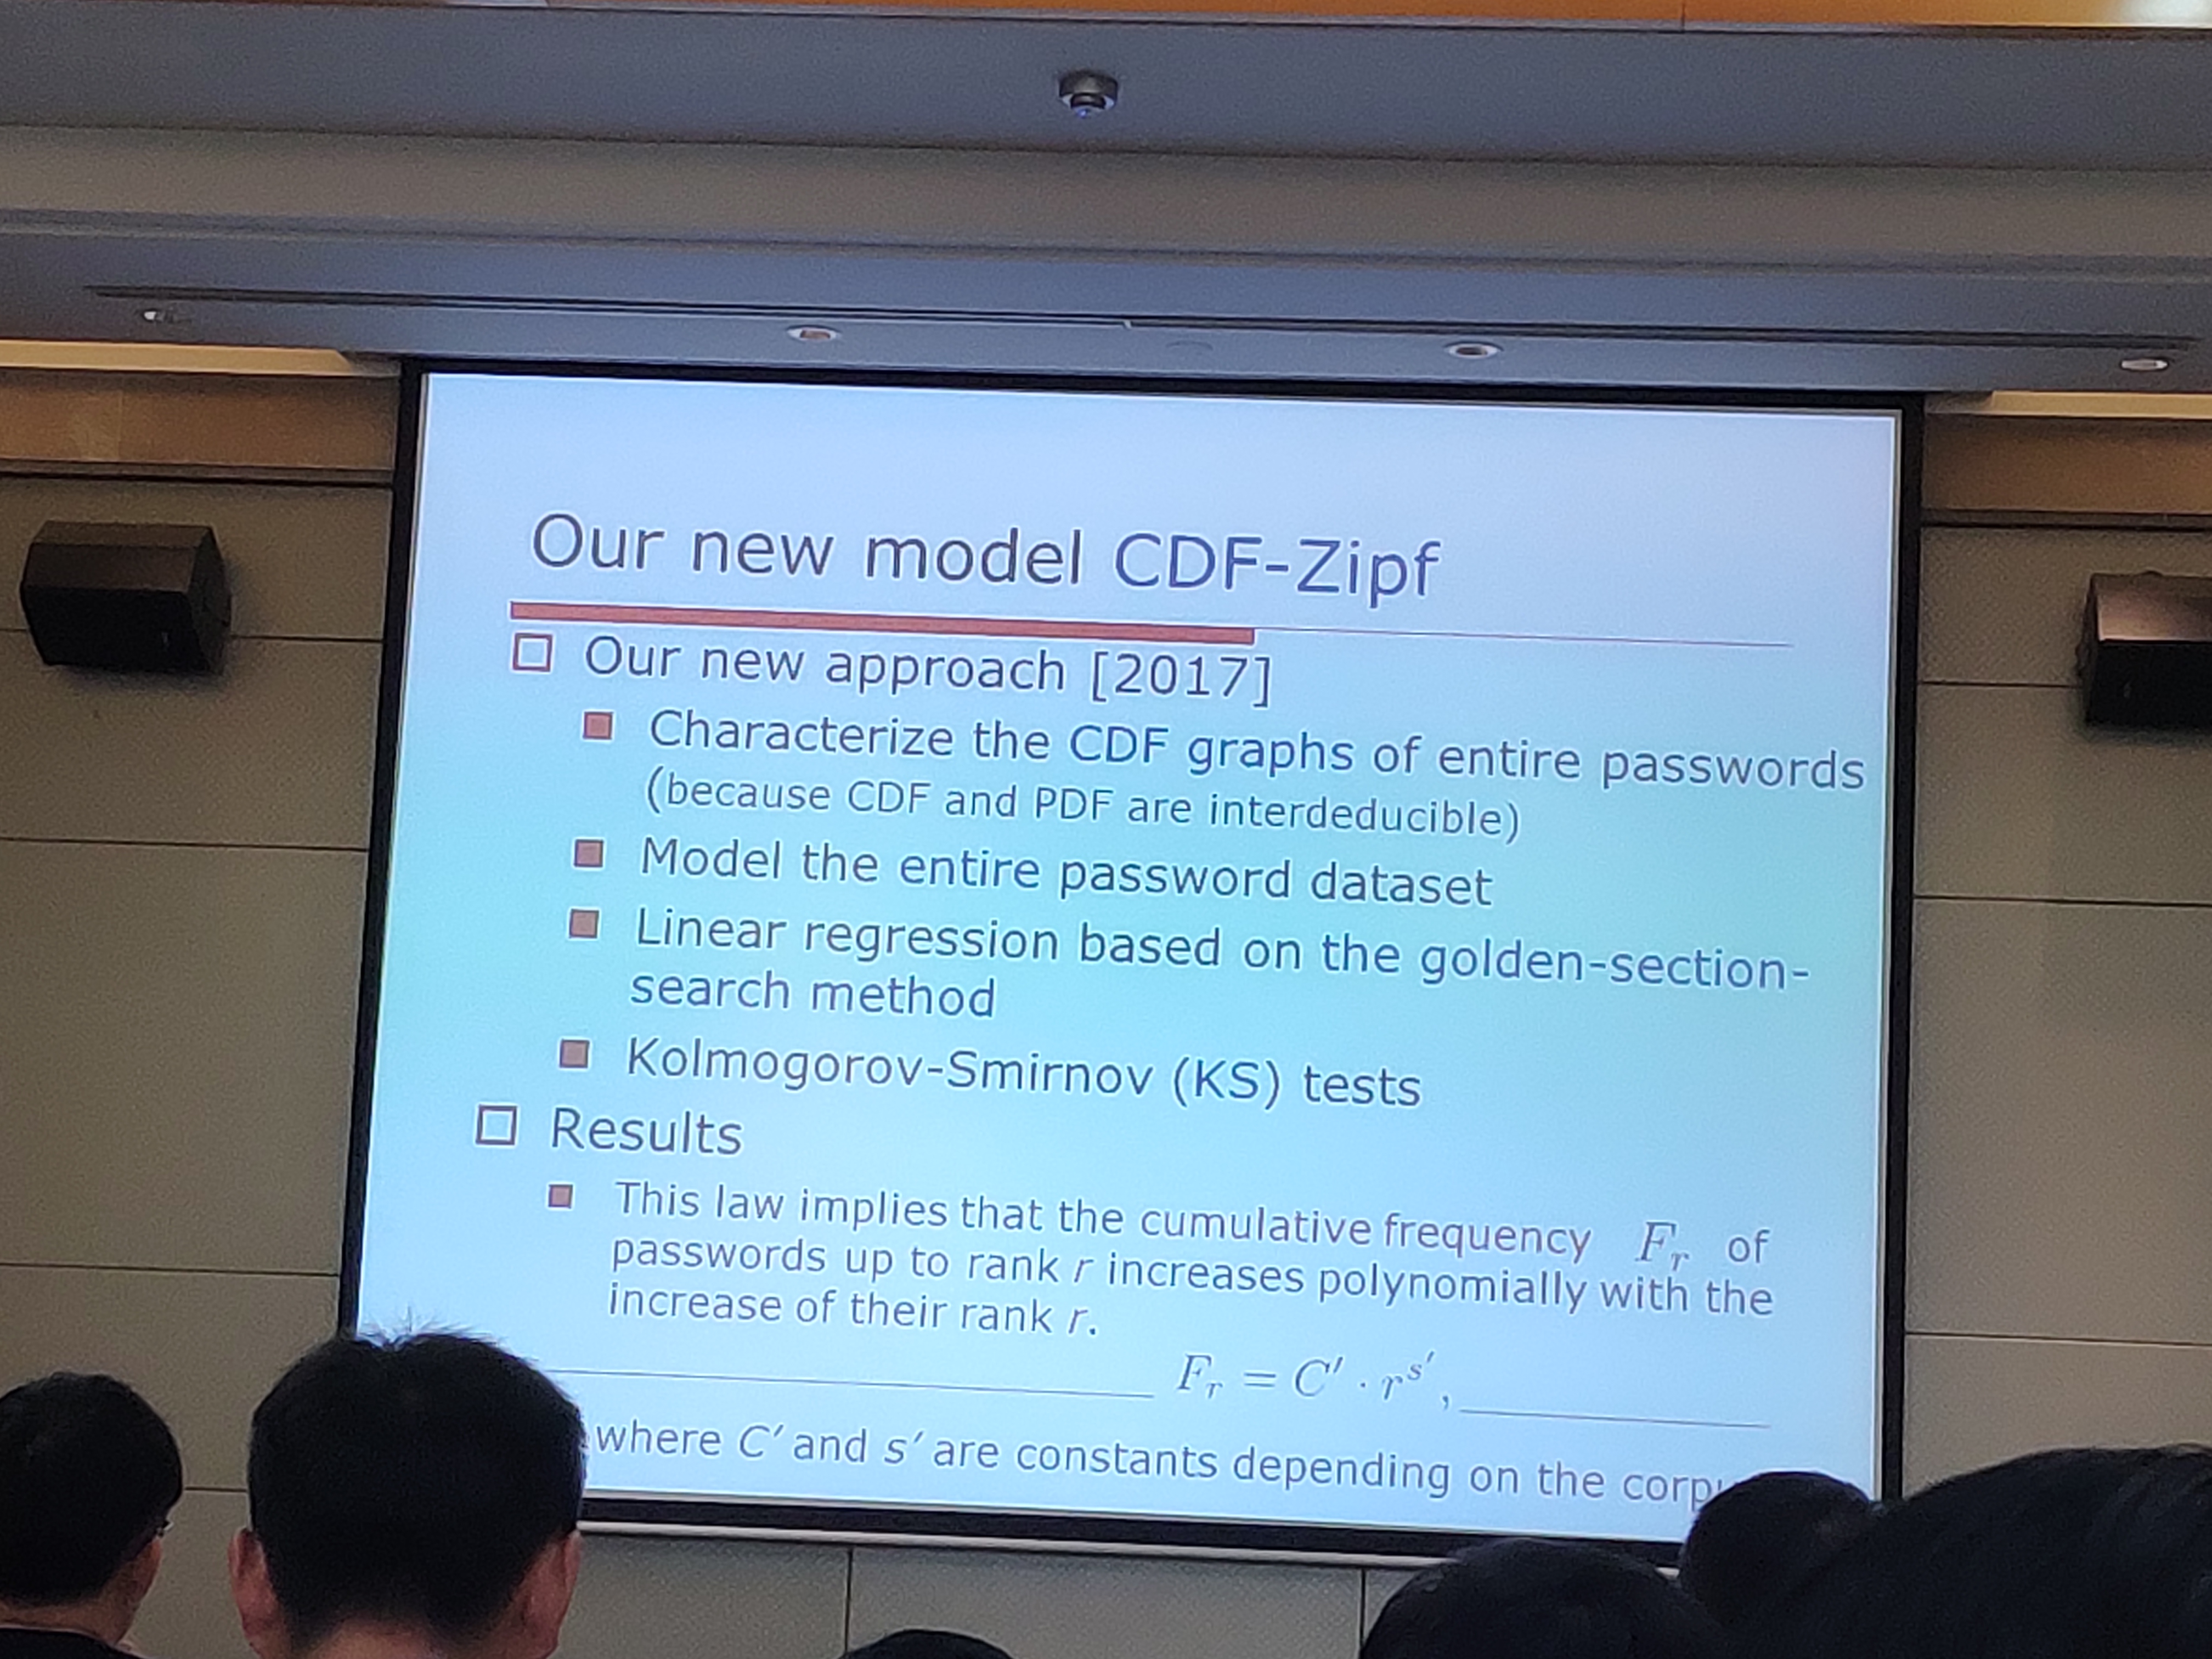 Our new model CDF-Zipf
Our new approach [2017]
Characterize the CDF graphs of entire passwords
(because CDF and PDF are interdeducible)
Model the entire password dataset
Linear regression based on the golden-section-
search method
Kolmogorov-Smirnov (KS) tests
Results
This law implies that the cumulative frequency F_r of
passwords up to rank r increases polynomially with the
increase of their rank r.
F_r = C′ · r^s′,
where C′ and s′ are constants depending on the